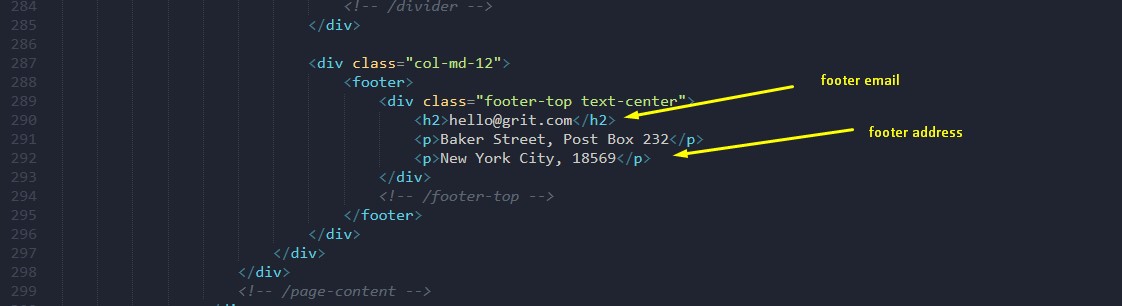 284 <!-- /divider -->
285 </div>
286
287 <div class="col-md-12">
288 <footer>
footer email
289 <div class="footer-top text-center">
290 <h2>hello@grit.com</h2>
footer address
291 <p>Baker Street, Post Box 232</p>
292 <p>New York City, 18569</p>
293 </div>
294 <!-- /footer-top -->
295 </footer>
296 </div>
297 </div>
298 </div>
299 <!-- /page-content -->